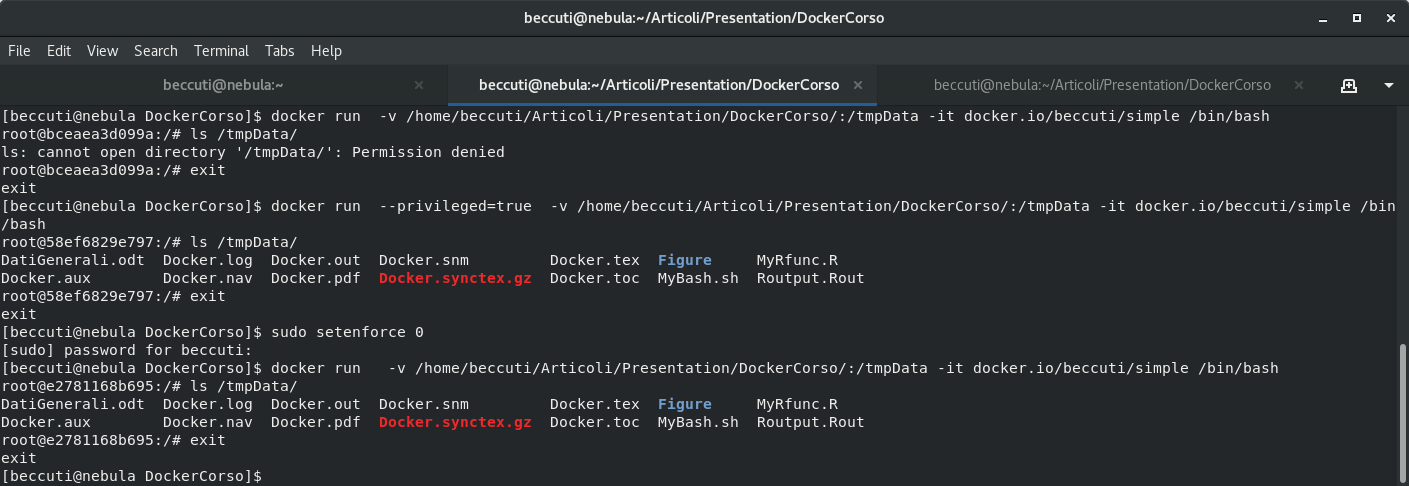 beccuti@nebula:~/Articoli/Presentation/DockerCorso
File Edit View Search Terminal Tabs Help
beccuti@nebula:~ beccuti@nebula:~/Articoli/Presentation/DockerCorso beccuti@nebula:~/Articoli/Presentation/DockerCorso
[beccuti@nebula DockerCorso]$ docker run  -v /home/beccuti/Articoli/Presentation/DockerCorso/:/tmpData -it docker.io/beccuti/simple /bin/bash
root@bceaea3d099a:/# ls /tmpData/
ls: cannot open directory '/tmpData/': Permission denied
root@bceaea3d099a:/# exit
exit
[beccuti@nebula DockerCorso]$ docker run  --privileged=true  -v /home/beccuti/Articoli/Presentation/DockerCorso/:/tmpData -it docker.io/beccuti/simple /bin
/bash
root@58ef6829e797:/# ls /tmpData/
DatiGenerali.odt  Docker.log  Docker.out  Docker.snm         Docker.tex  Figure     MyRfunc.R
Docker.aux        Docker.nav  Docker.pdf  Docker.synctex.gz  Docker.toc  MyBash.sh  Routput.Rout
root@58ef6829e797:/# exit
exit
[beccuti@nebula DockerCorso]$ sudo setenforce 0
[sudo] password for beccuti:
[beccuti@nebula DockerCorso]$ docker run   -v /home/beccuti/Articoli/Presentation/DockerCorso/:/tmpData -it docker.io/beccuti/simple /bin/bash
root@e2781168b695:/# ls /tmpData/
DatiGenerali.odt  Docker.log  Docker.out  Docker.snm         Docker.tex  Figure     MyRfunc.R
Docker.aux        Docker.nav  Docker.pdf  Docker.synctex.gz  Docker.toc  MyBash.sh  Routput.Rout
root@e2781168b695:/# exit
exit
[beccuti@nebula DockerCorso]$